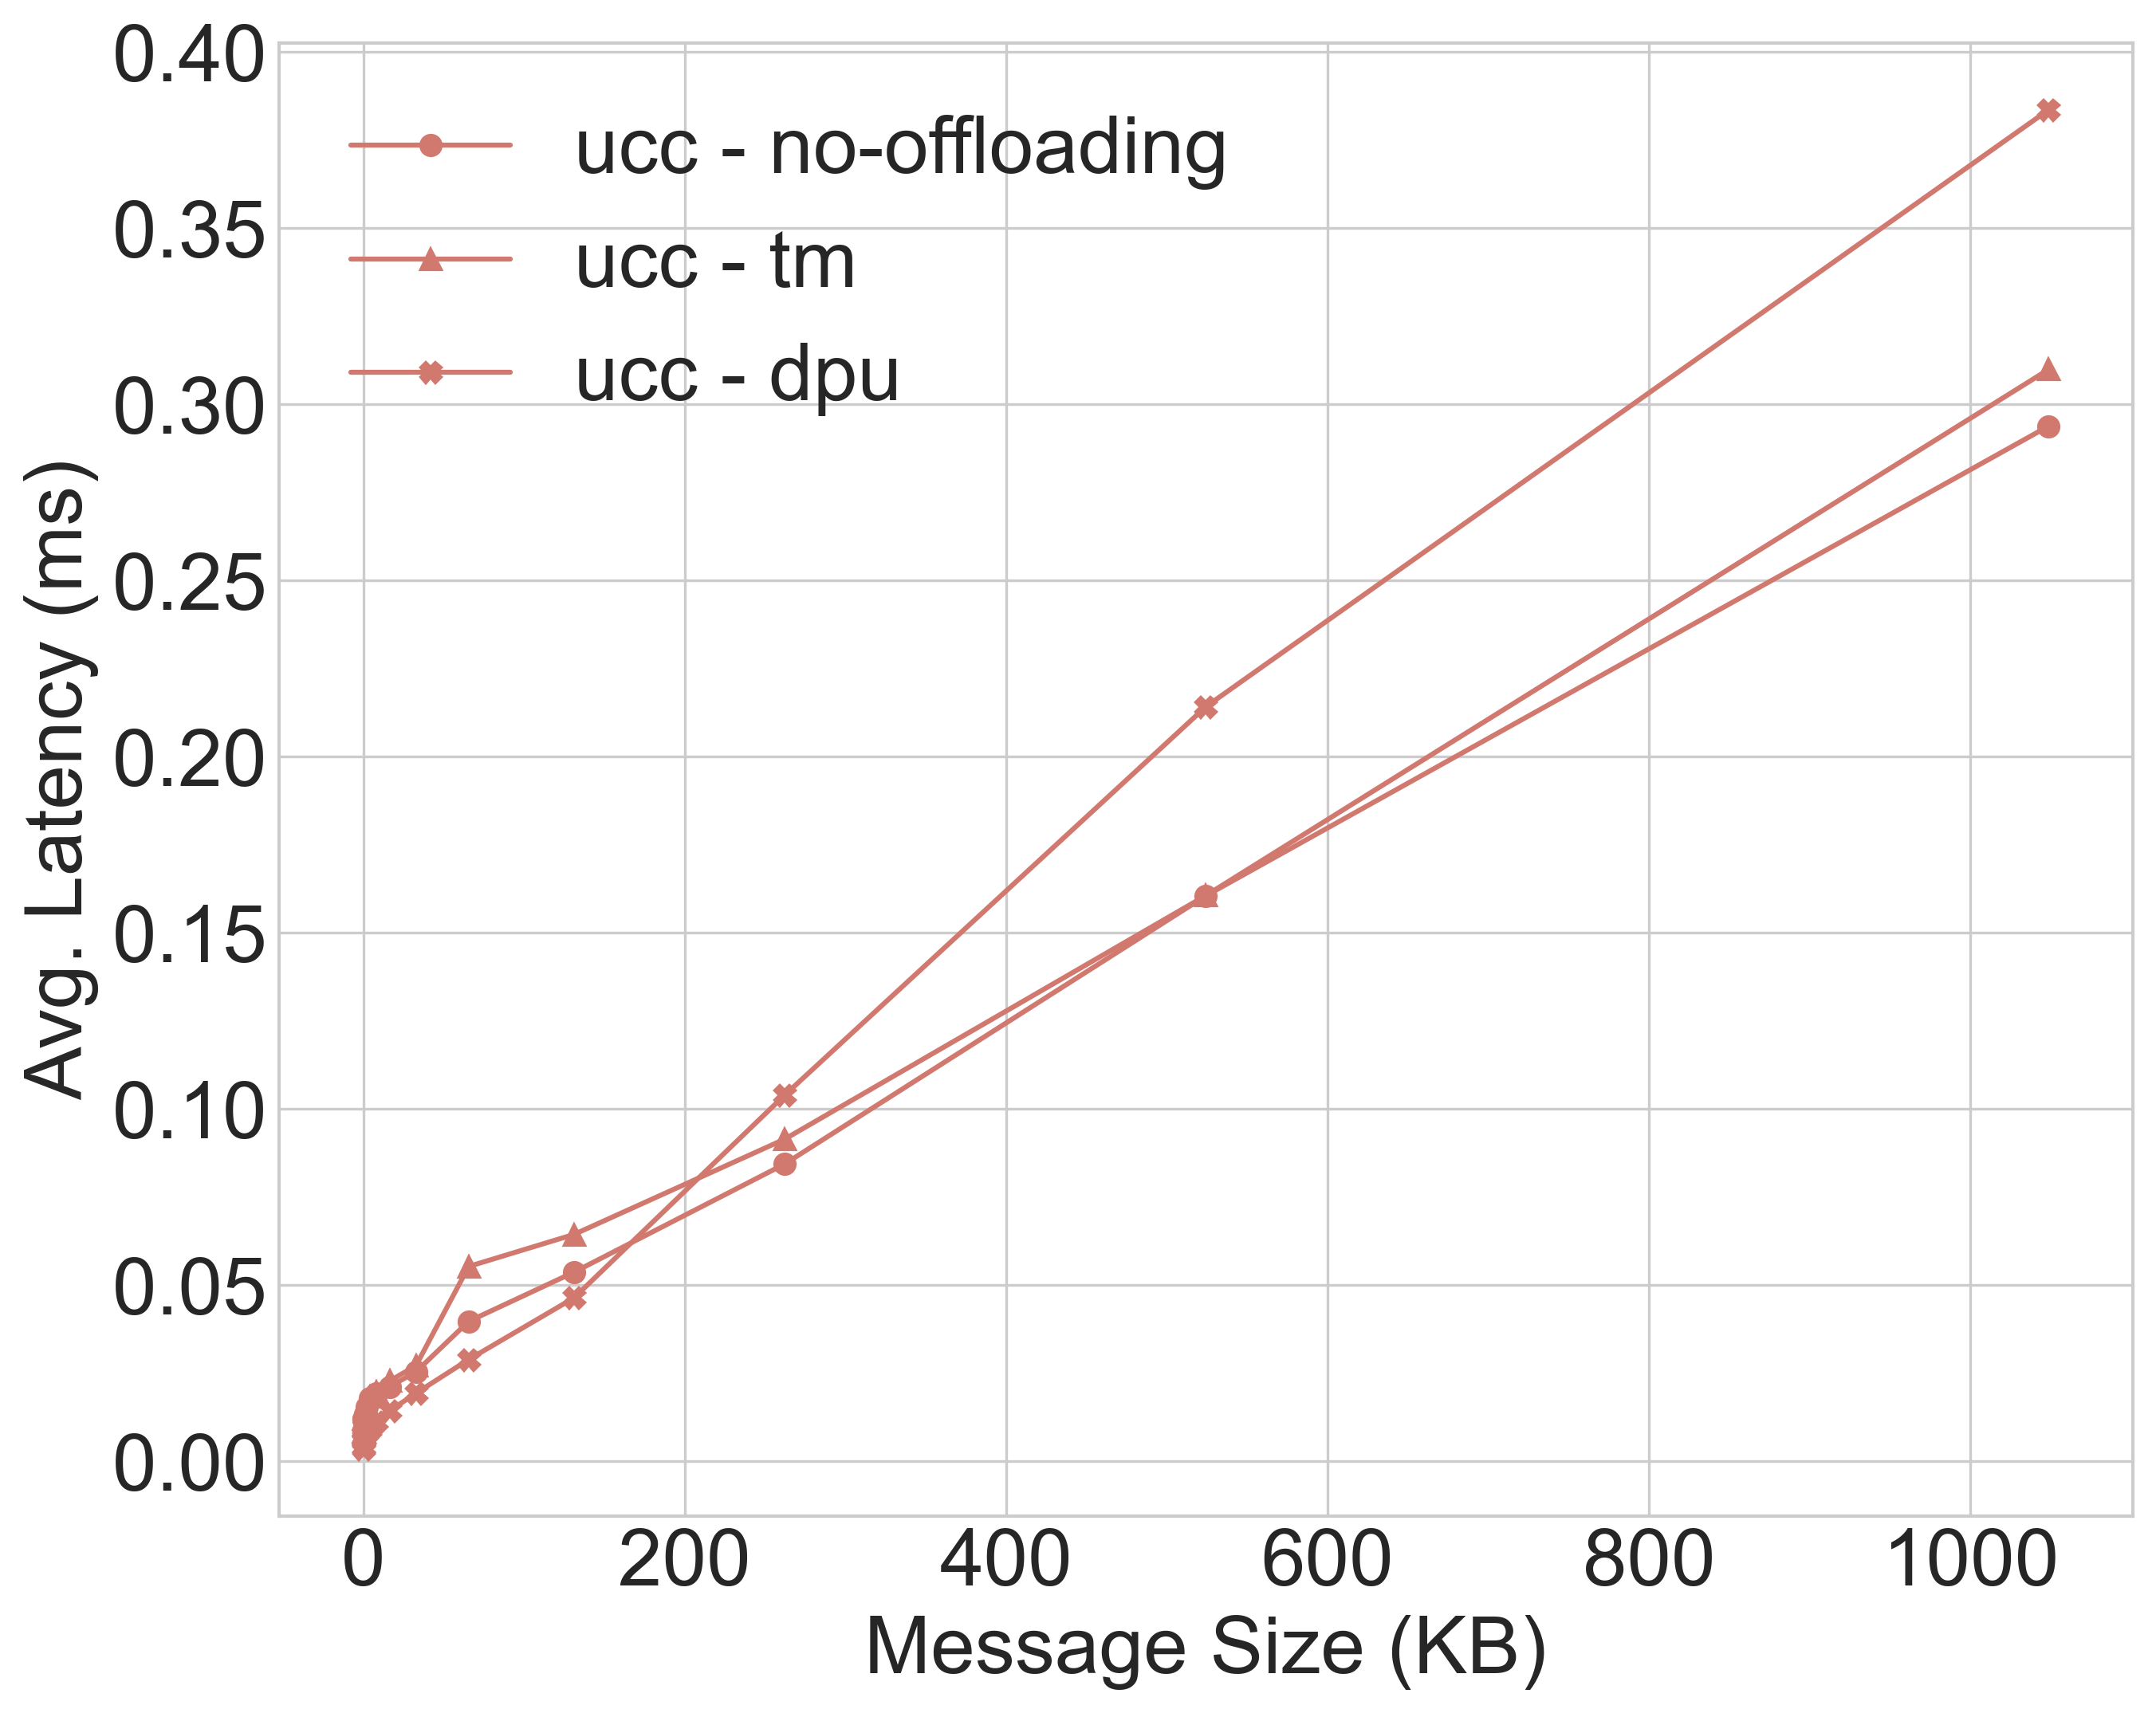 0.40
0.35
0.30
0.25
0.20
0.15
0.10
0.05
0.00
Avg. Latency (ms)
ucc - no-offloading
ucc - tm
ucc - dpu
0 200 400 600 800 1000
Message Size (KB)